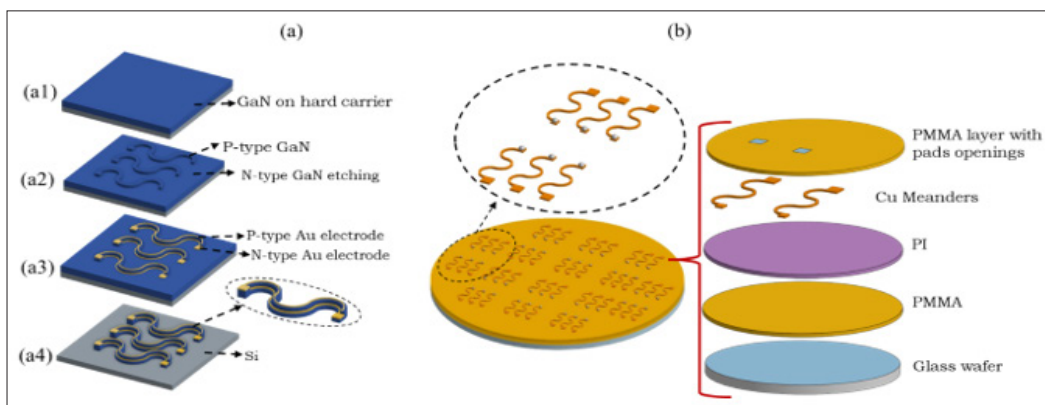 (a)
(b)
(a1)
GaN on hard carrier
(a2)
P-type GaN
N-type GaN etching
(a3)
P-type Au electrode
N-type Au electrode
(a4)
Si
PMMA layer with
pads openings
Cu Meanders
PI
PMMA
Glass wafer